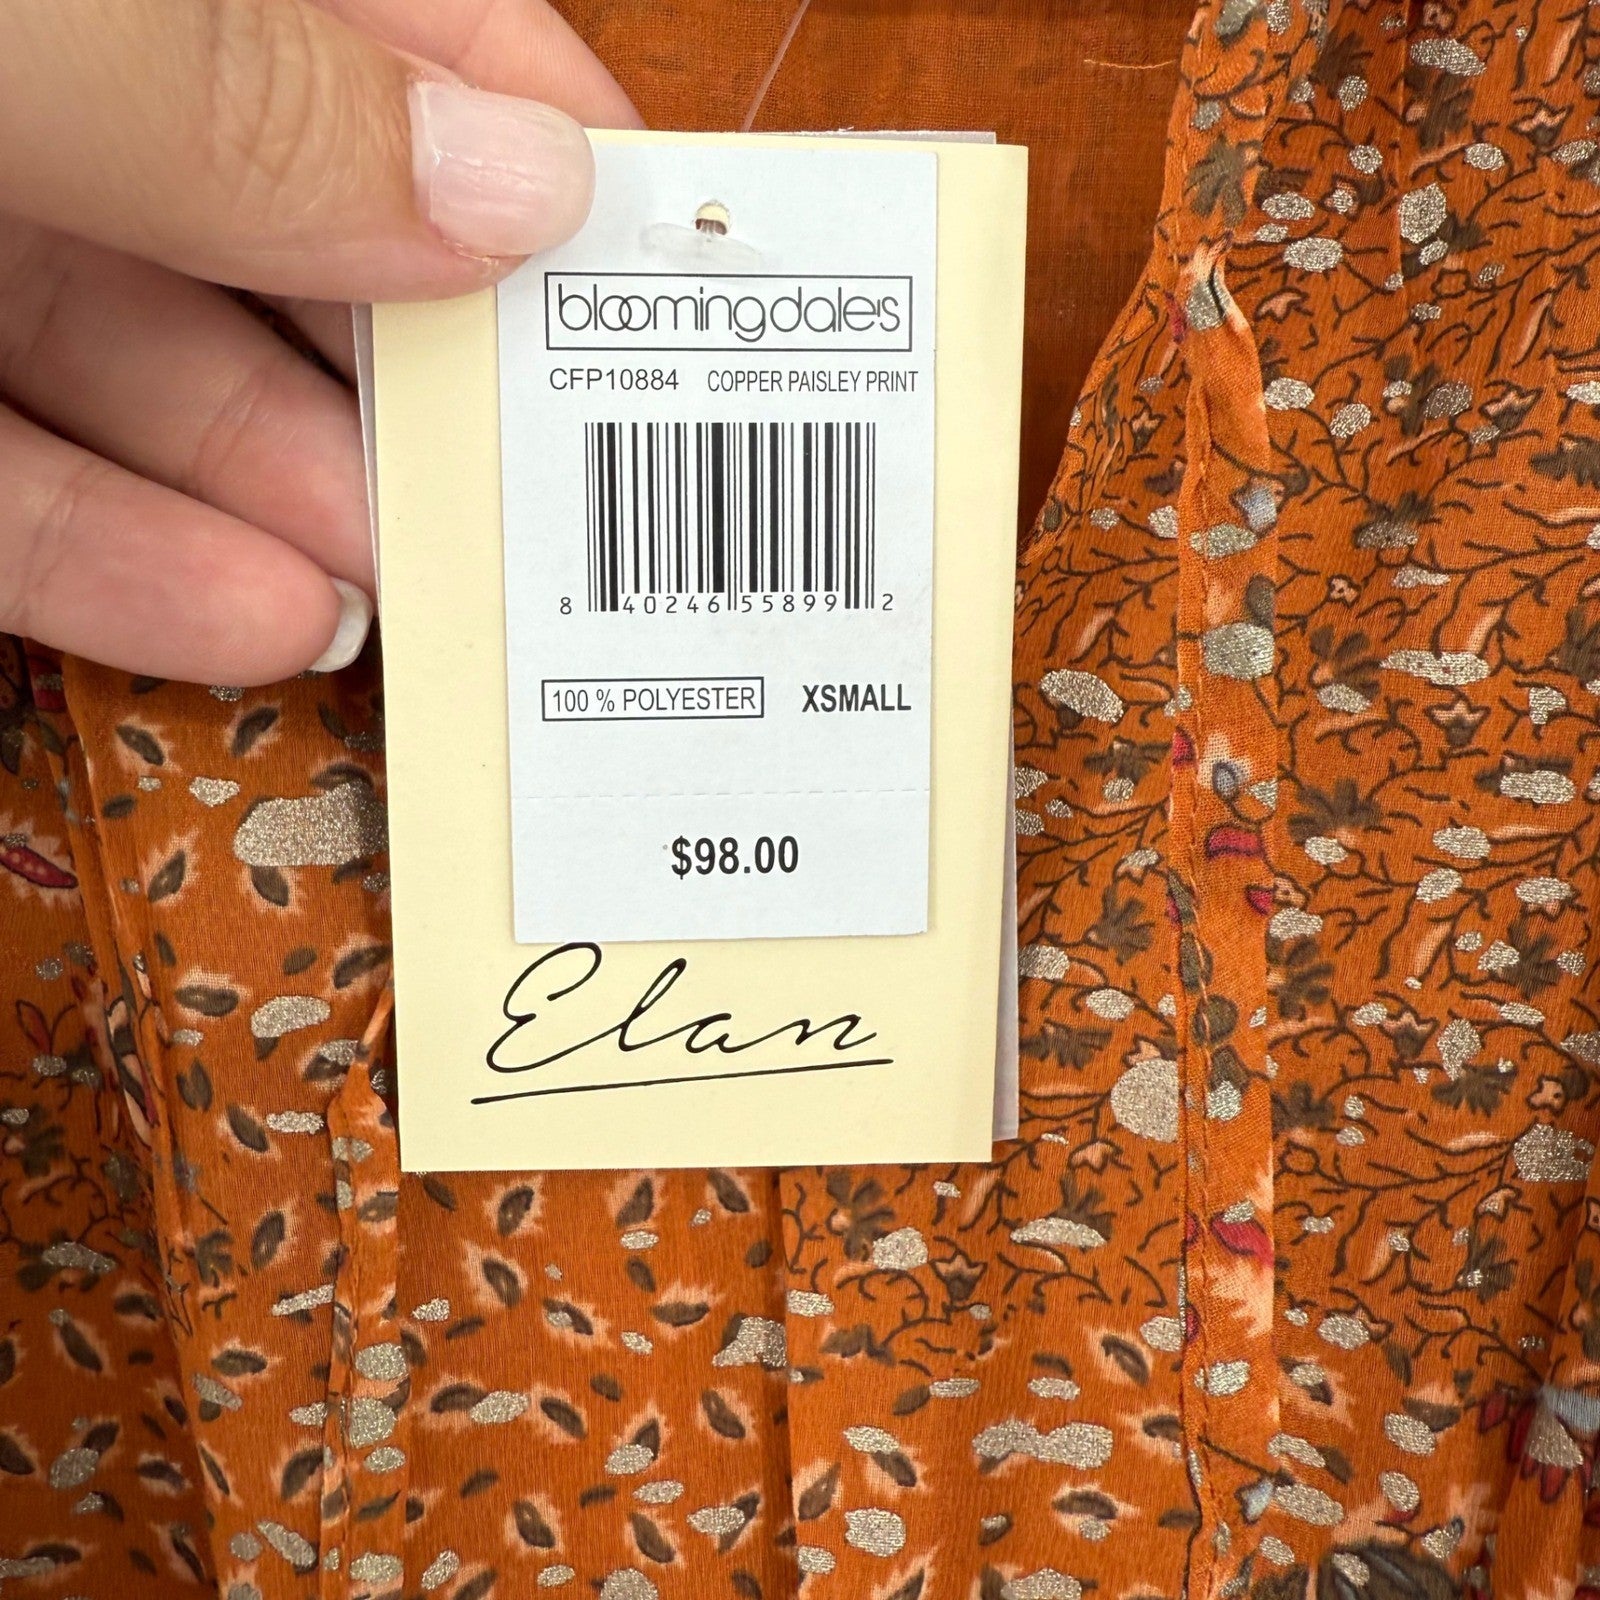 bloomingdale's
CFP10884 COPPER PAISLEY PRINT
8 40246 55899 2
100 % POLYESTER XSMALL
$98.00
Elan